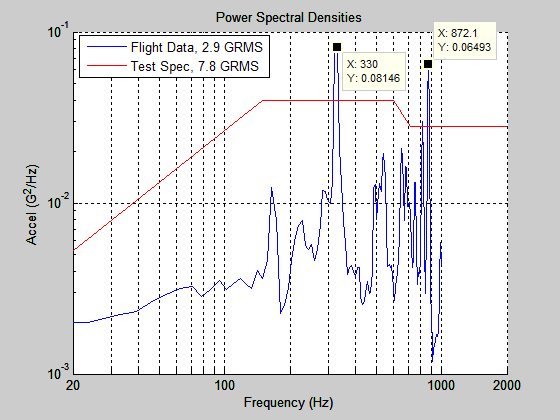 Power Spectral Densities
10^-1
Flight Data, 2.9 GRMS
Test Spec, 7.8 GRMS
X: 330
Y: 0.08146
X: 872.1
Y: 0.06493
Accel (G^2/Hz)
10^-2
10^-3
20
100
1000
2000
Frequency (Hz)